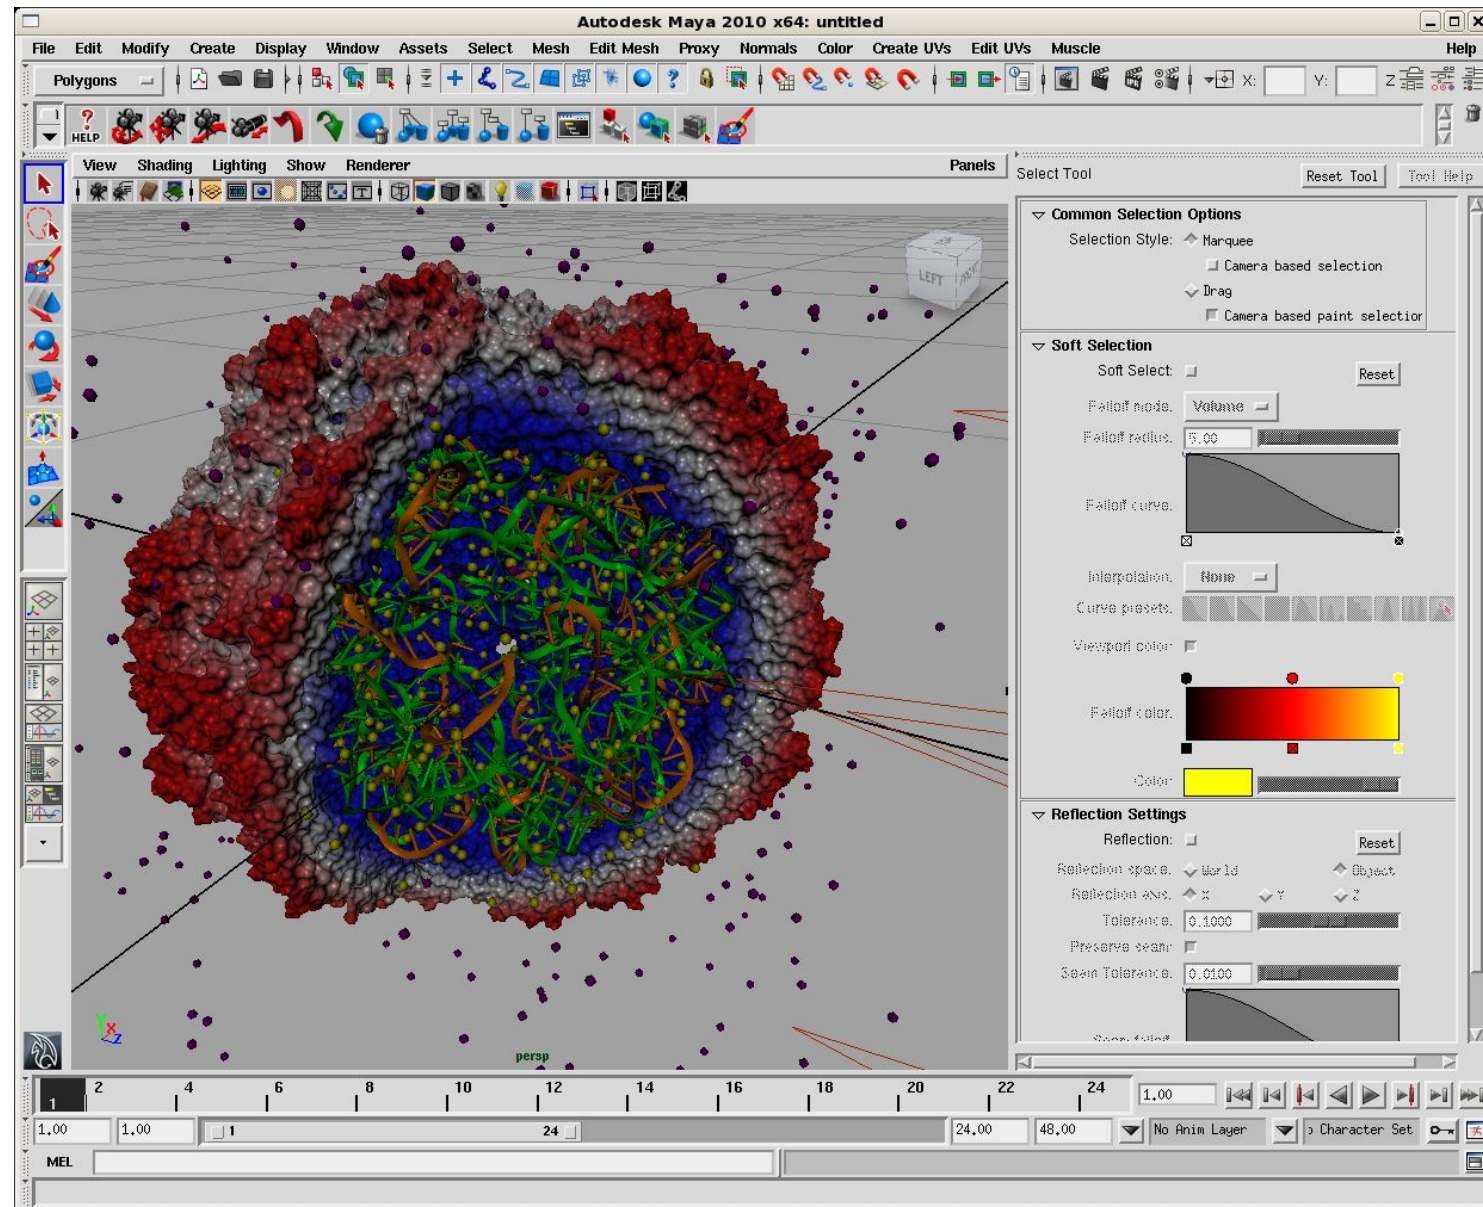 Autodesk Maya 2010 x64: untitled
File Edit Modify Create Display Window Assets Select Mesh Edit Mesh Proxy Normals Color Create UVs Edit UVs Muscle Help
Polygons X: Y: Z
HELP
View Shading Lighting Show Renderer Panels
Select Tool Reset Tool Tool Help
Common Selection Options
Selection Style: Marquee
Camera based selection
Drag
Camera based paint selection
Soft Selection
Soft Select: Reset
Falloff mode: Volume
Falloff radius: 5.00
Falloff curve:
Interpolation: None
Curve presets:
Viewport color:
Falloff color:
Color:
Reflection Settings
Reflection: Reset
Reflection space: World Object
Reflection axis: X Y Z
Tolerance: 0.1000
Preserve seam:
Seam Tolerance: 0.0100
Seam falloff
LEFT FRONT
Y X Z
persp
1 2 4 6 8 10 12 14 16 18 20 22 24 1.00
1.00 1.00 1 24 24.00 48.00 No Anim Layer Character Set
MEL